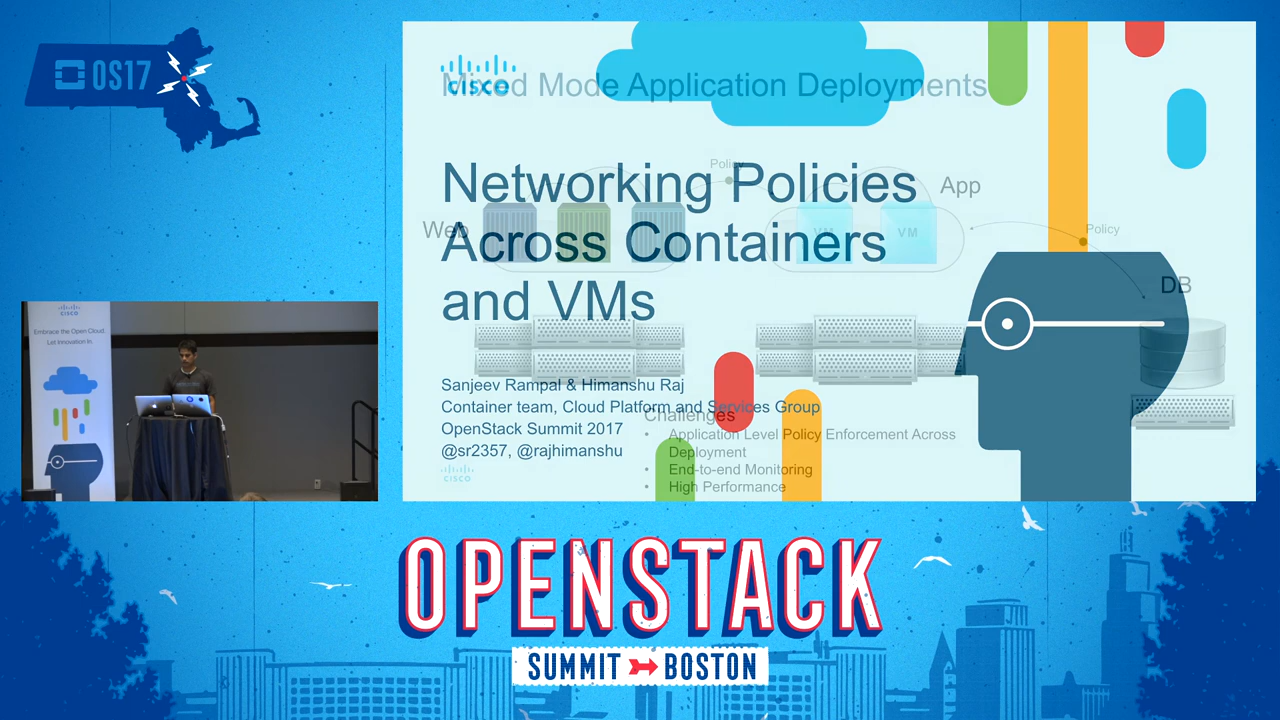 OS17
CISCO
Mixed Mode Application Deployments
Networking Policies
Across Containers
and VMs
Policy
App
Web
VM
VM
Policy
DB
Sanjeev Rampal & Himanshu Raj
Container team, Cloud Platform and Services Group
OpenStack Summit 2017
@sr2357, @rajhimanshu
Challenges
• Application Level Policy Enforcement Across
Deployment
• End-to-end Monitoring
• High Performance
CISCO
CISCO
Embrace the Open Cloud.
Let Innovation In.
OPENSTACK
SUMMIT BOSTON